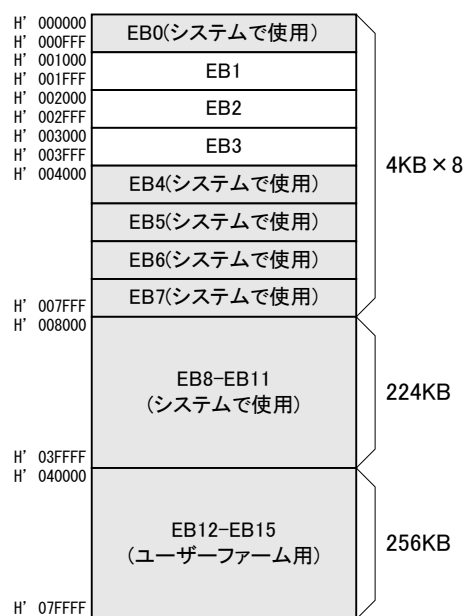 H' 000000
EB0(システムで使用)
H' 000FFF
H' 001000
EB1
H' 001FFF
H' 002000
EB2
H' 002FFF
H' 003000
EB3
H' 003FFF
H' 004000
EB4(システムで使用)
EB5(システムで使用)
EB6(システムで使用)
EB7(システムで使用)
H' 007FFF
4KB×8
H' 008000
EB8-EB11
(システムで使用)
H' 03FFFF
224KB
H' 040000
EB12-EB15
(ユーザーファーム用)
H' 07FFFF
256KB